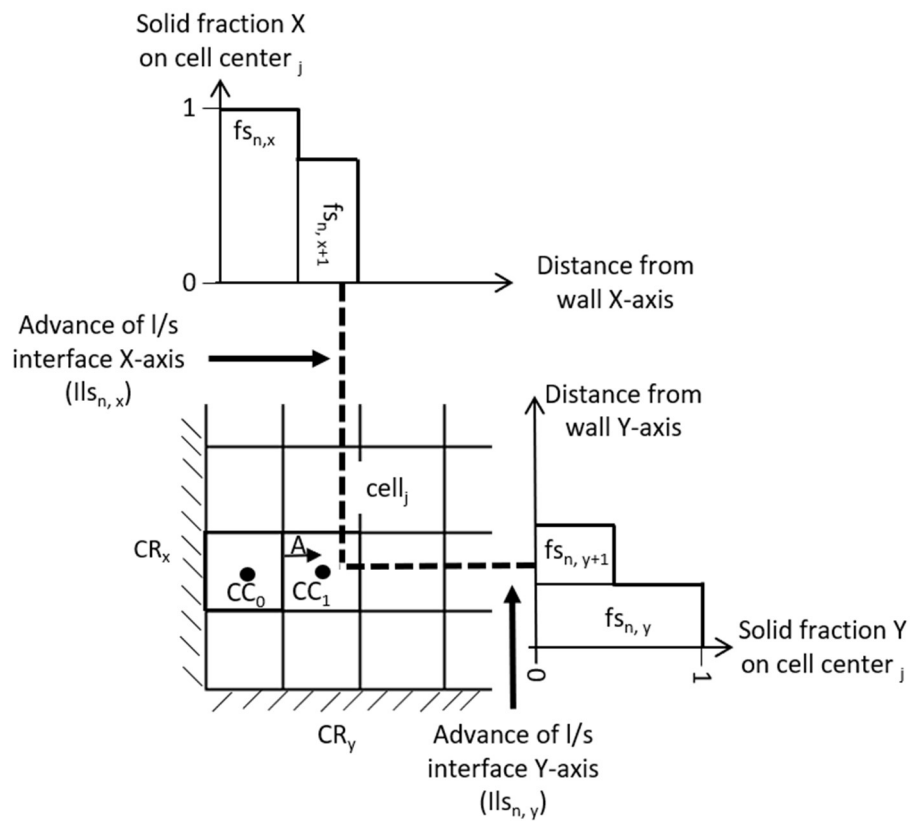 Solid fraction X
on cell center j
1
fsn,x
fsn, x+1
0
Distance from
wall X-axis
Advance of l/s
interface X-axis
(Ilsn, x)
Distance from
wall Y-axis
cellj
CRx
A
CC0
CC1
fsn, y+1
fsn, y
Solid fraction Y
on cell center j
0
1
CRy
Advance of l/s
interface Y-axis
(Ilsn, y)